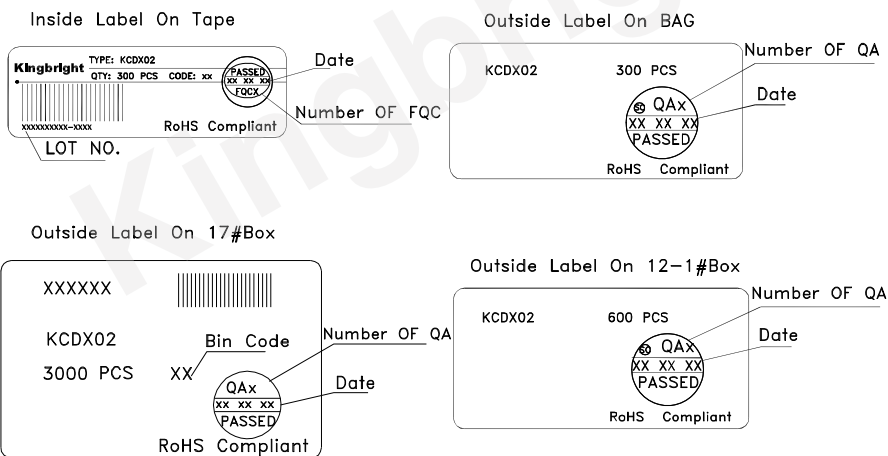 Inside Label On Tape
Kingbright
TYPE: KCDX02
QTY: 300 PCS CODE: xx
PASSED
XX XX XX
FQCX
Date
Number OF FQC
XXXXXXXXXX-XXXX
RoHS Compliant
LOT NO.
Outside Label On BAG
KCDX02 300 PCS
Number OF QA
Date
SC QAx
XX XX XX
PASSED
RoHS Compliant
Outside Label On 17#Box
XXXXXX
KCDX02
3000 PCS XX
Bin Code
Number OF QA
Date
QAx
XX XX XX
PASSED
RoHS Compliant
Outside Label On 12-1#Box
KCDX02 600 PCS
Number OF QA
Date
SC QAx
XX XX XX
PASSED
RoHS Compliant
Kingbrig